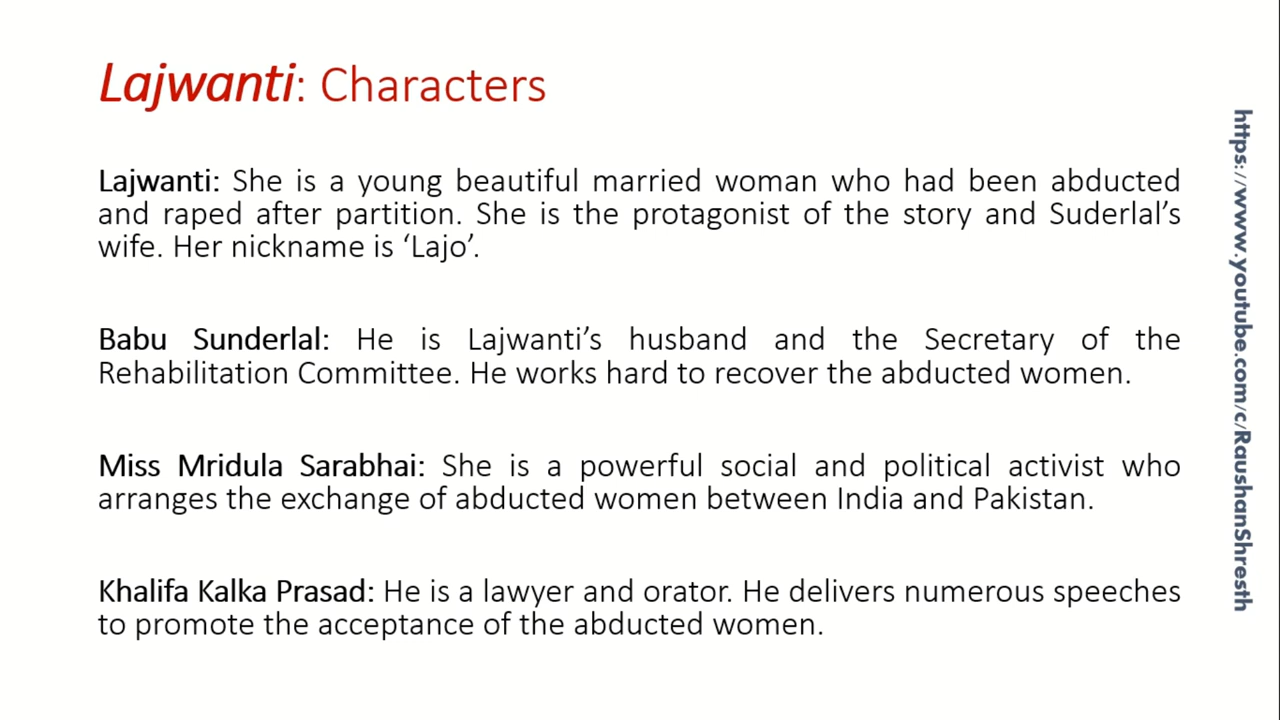 Lajwanti: Characters
Lajwanti: She is a young beautiful married woman who had been abducted
and raped after partition. She is the protagonist of the story and Suderlal’s
wife. Her nickname is ‘Lajo’.
Babu Sunderlal: He is Lajwanti’s husband and the Secretary of the
Rehabilitation Committee. He works hard to recover the abducted women.
Miss Mridula Sarabhai: She is a powerful social and political activist who
arranges the exchange of abducted women between India and Pakistan.
Khalifa Kalka Prasad: He is a lawyer and orator. He delivers numerous speeches
to promote the acceptance of the abducted women.
https://www.youtube.com/c/RaushanShresth